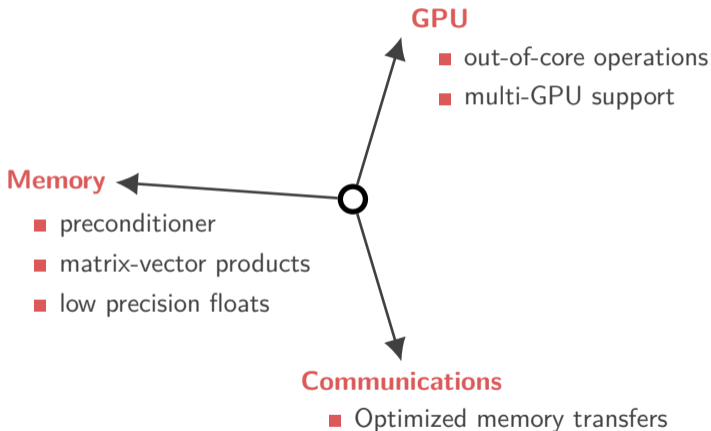 GPU
out-of-core operations
multi-GPU support
Memory
preconditioner
matrix-vector products
low precision floats
Communications
Optimized memory transfers